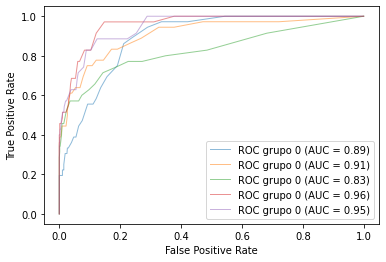 1.0
0.8
0.6
0.4
0.2
0.0
True Positive Rate
ROC grupo 0 (AUC = 0.89)
ROC grupo 0 (AUC = 0.91)
ROC grupo 0 (AUC = 0.83)
ROC grupo 0 (AUC = 0.96)
ROC grupo 0 (AUC = 0.95)
0.0 0.2 0.4 0.6 0.8 1.0
False Positive Rate